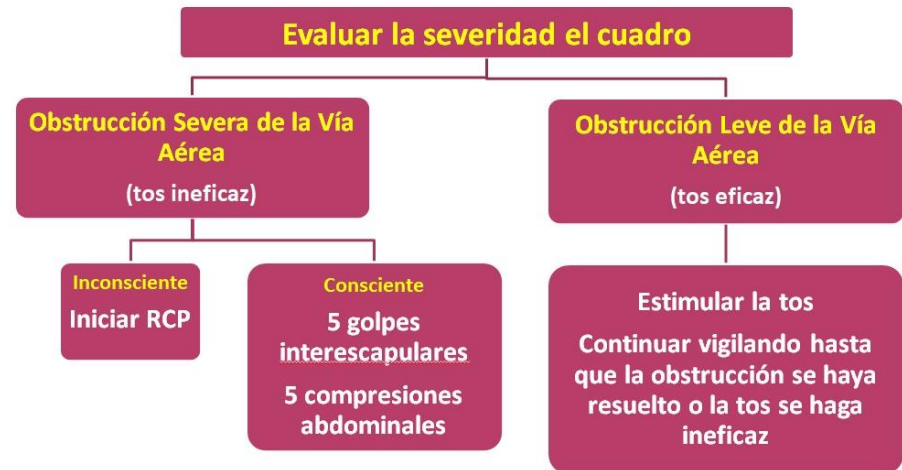 Evaluar la severidad el cuadro
Obstrucción Severa de la Vía
Aérea
(tos ineficaz)
Obstrucción Leve de la Vía
Aérea
(tos eficaz)
Inconsciente
Iniciar RCP
Consciente
5 golpes
interescapulares
5 compresiones
abdominales
Estimular la tos
Continuar vigilando hasta
que la obstrucción se haya
resuelto o la tos se haga
ineficaz